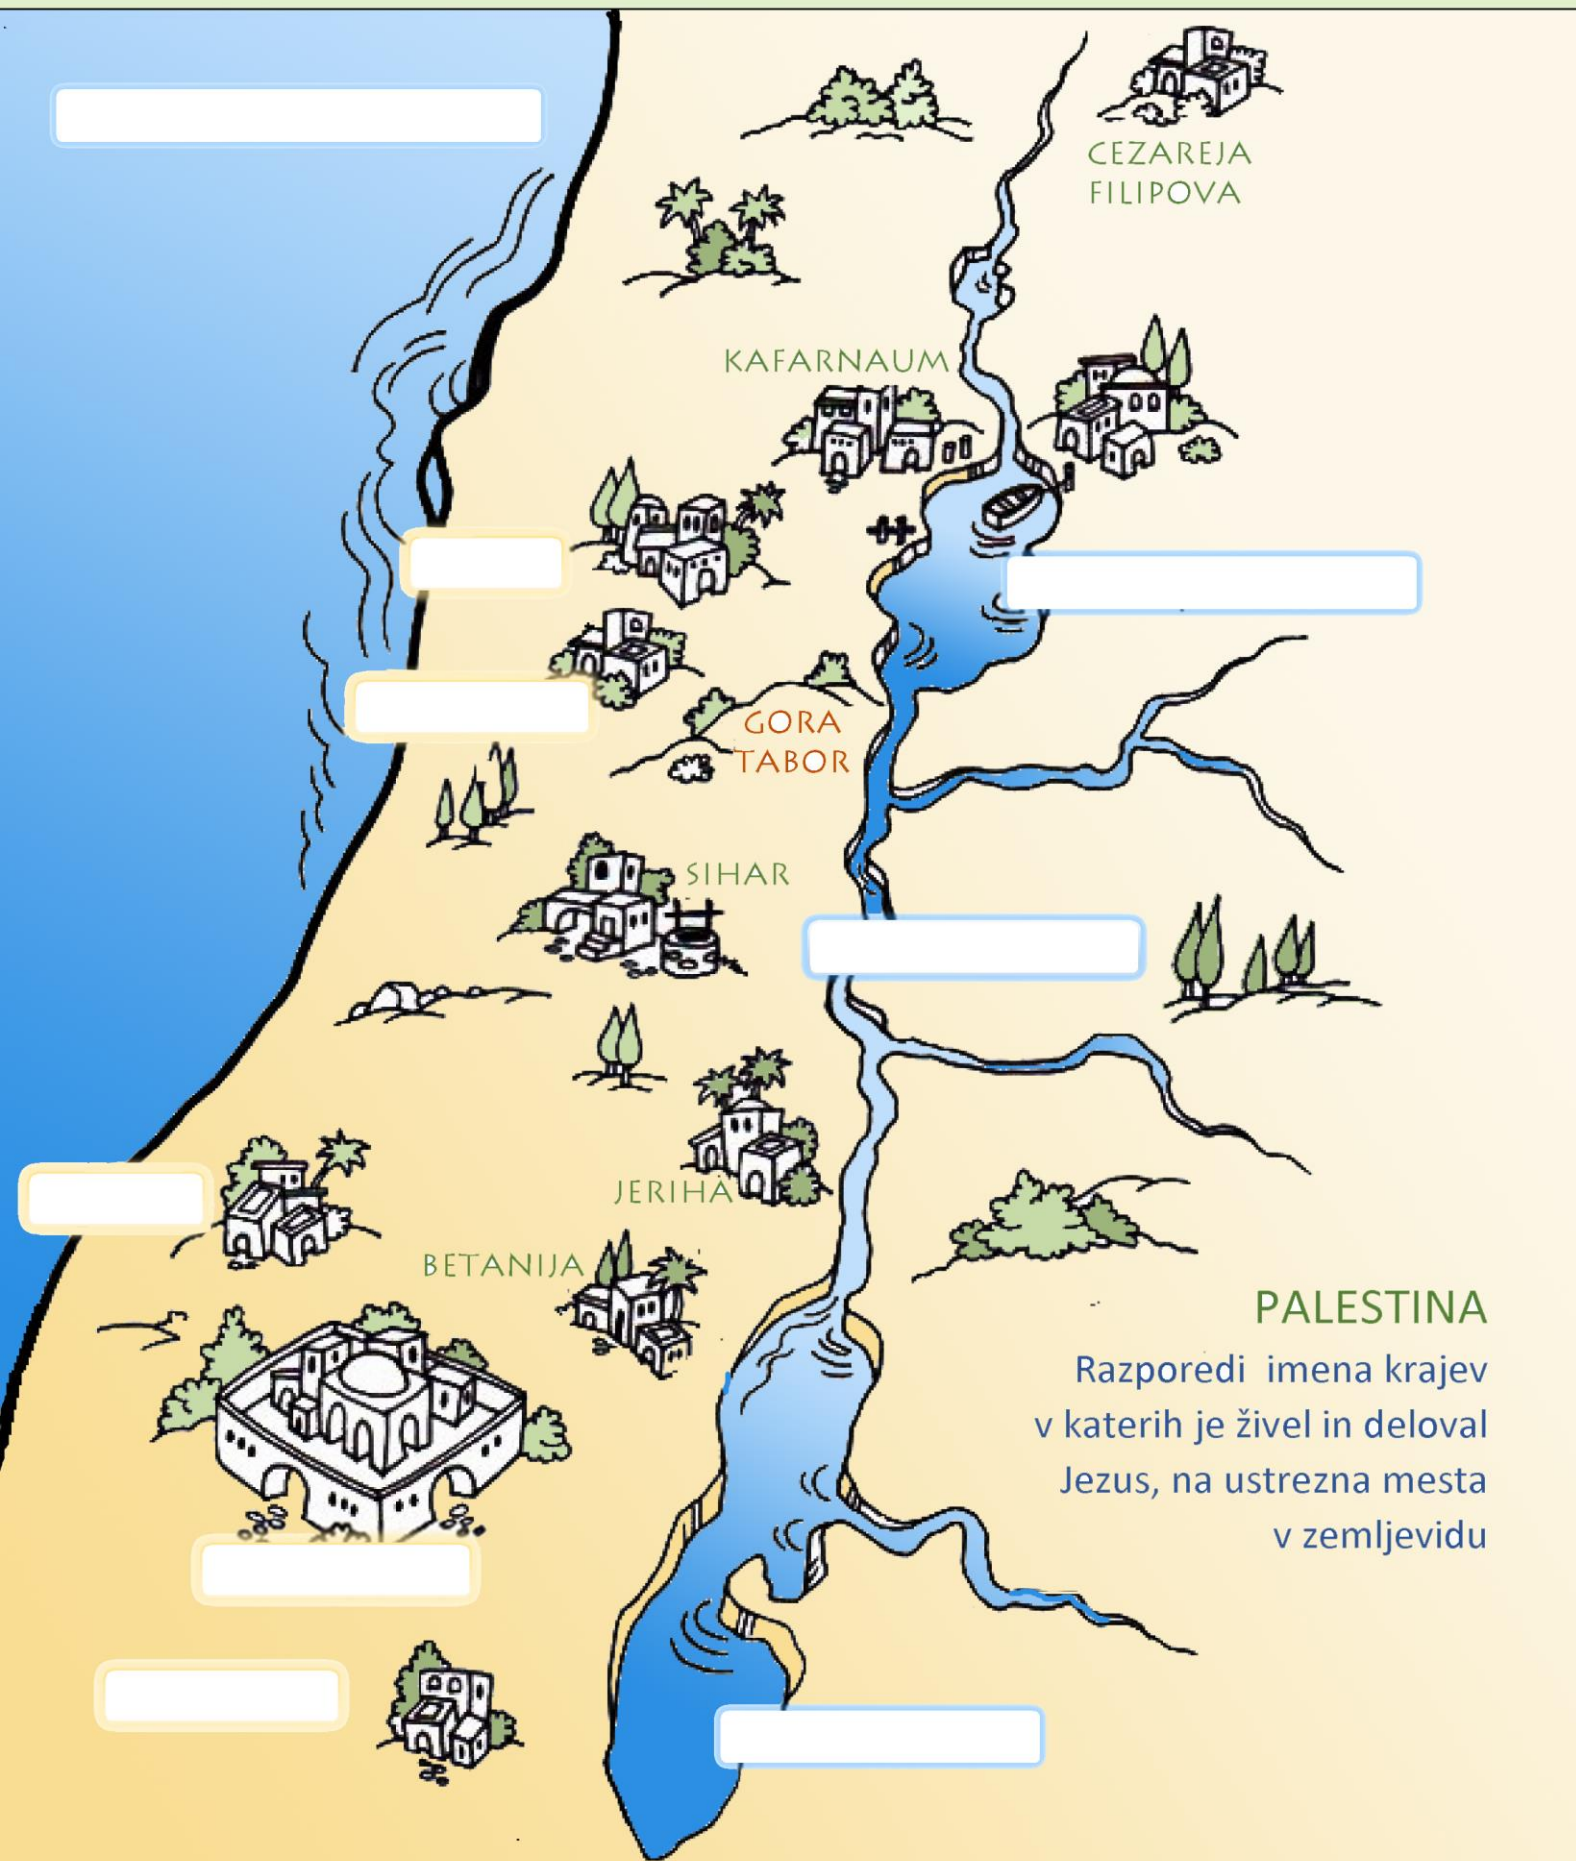 CEZAREJA
FILIPOVA
KAFARNAUM
GORA
TABOR
SIHAR
JERIHA
BETANIJA
PALESTINA
Razporedi imena krajev
v katerih je živel in deloval
Jezus, na ustrezna mesta
v zemljevidu